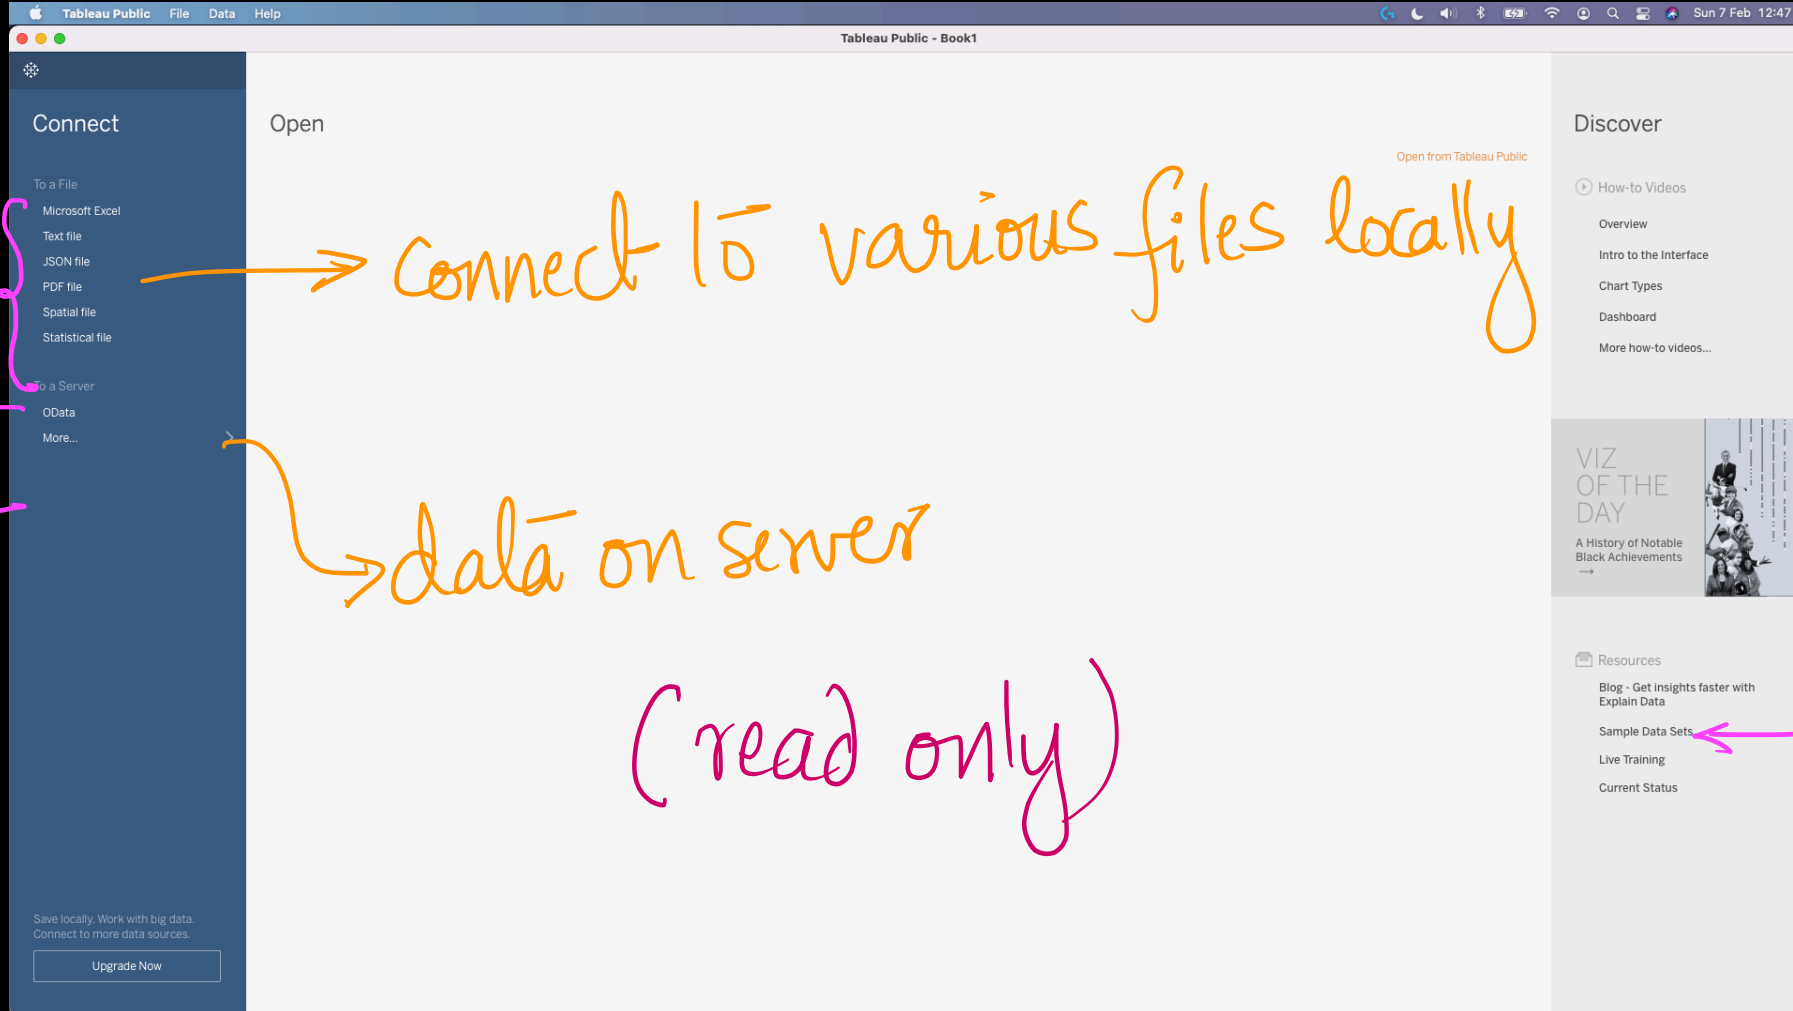 Tableau Public File Data Help
Sun 7 Feb 12:47
Tableau Public - Book1
Connect
To a File
Microsoft Excel
Text file
JSON file
PDF file
Spatial file
Statistical file
To a Server
OData
More...
Save locally. Work with big data.
Connect to more data sources.
Upgrade Now
Open
Open from Tableau Public
connect to various files locally
data on server
(read only)
Discover
How-to Videos
Overview
Intro to the Interface
Chart Types
Dashboard
More how-to videos...
VIZ
OF THE
DAY
A History of Notable
Black Achievements
Resources
Blog - Get insights faster with
Explain Data
Sample Data Sets
Live Training
Current Status